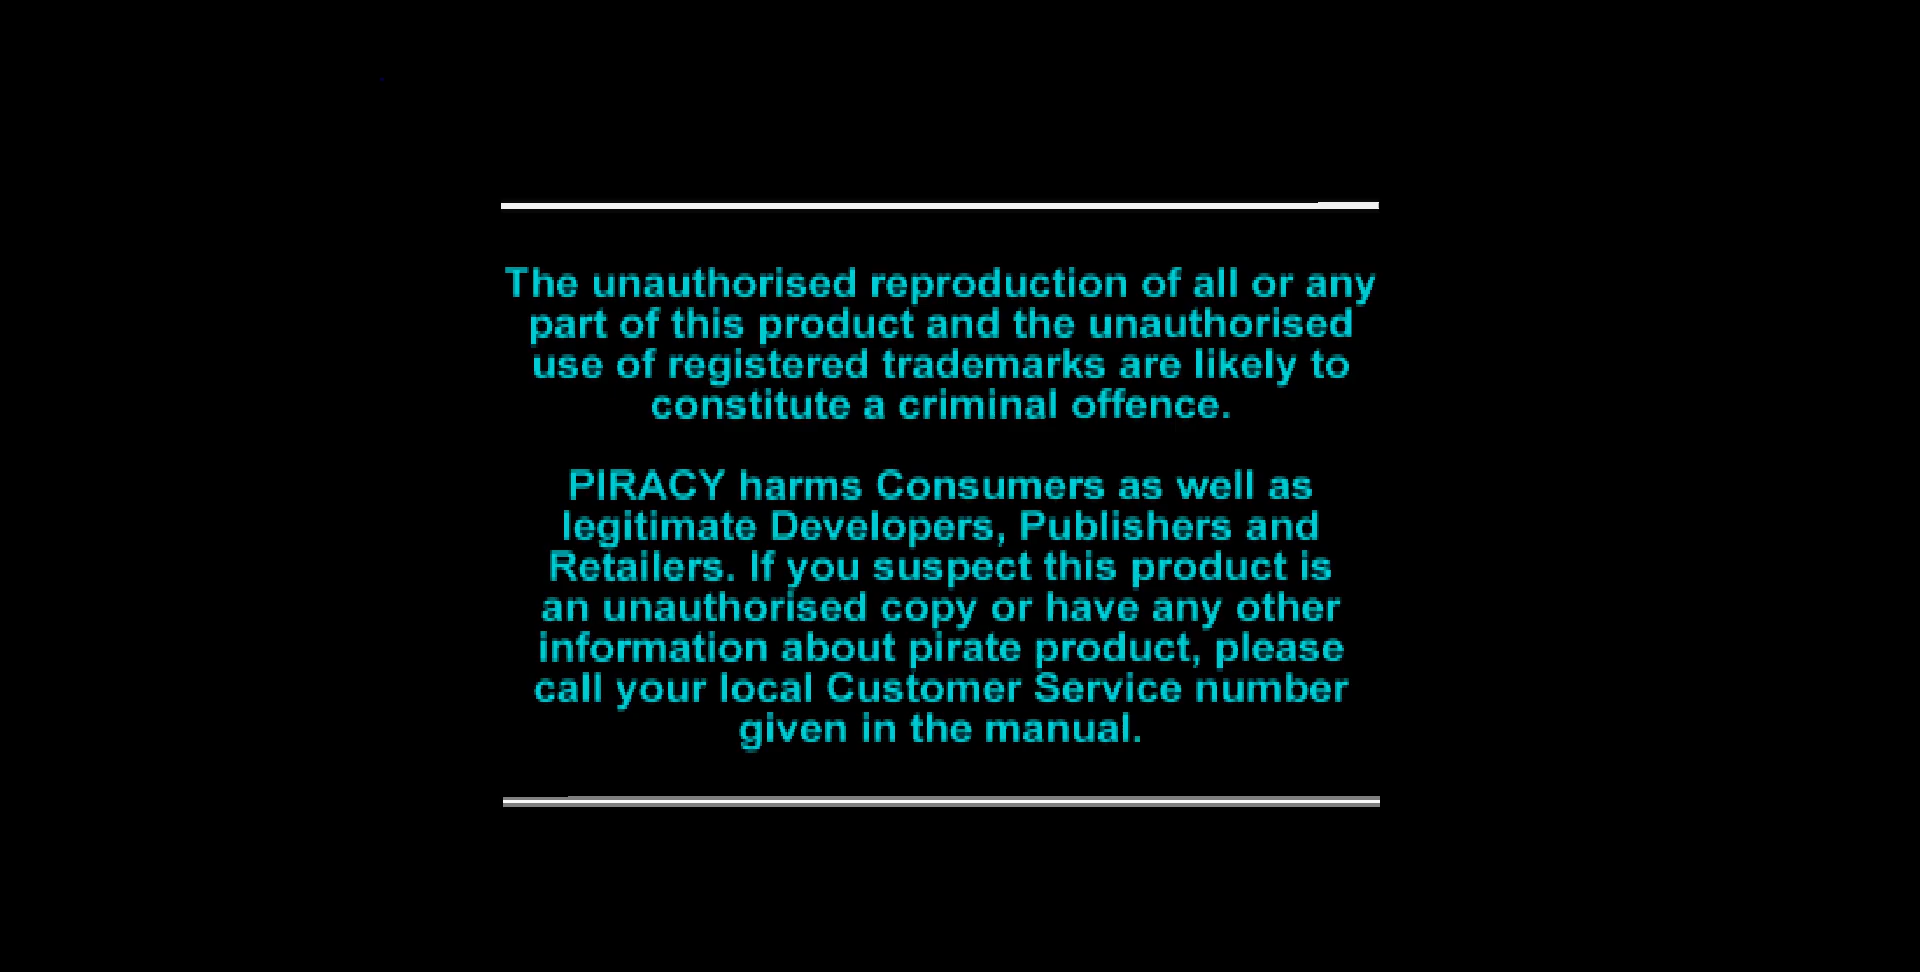 The unauthorised reproduction of all or any
part of this product and the unauthorised
use of registered trademarks are likely to
constitute a criminal offence.
PIRACY harms Consumers as well as
legitimate Developers, Publishers and
Retailers. If you suspect this product is
an unauthorised copy or have any other
information about pirate product, please
call your local Customer Service number
given in the manual.